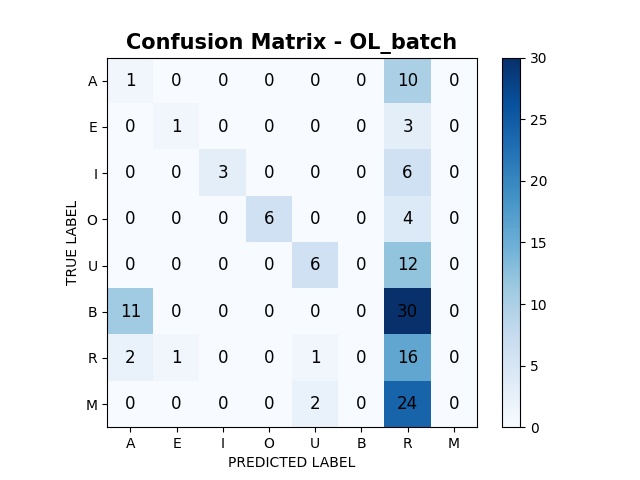 Confusion Matrix - OL_batch
TRUE LABEL
A 1 0 0 0 0 0 10 0
E 0 1 0 0 0 0 3 0
I 0 0 3 0 0 0 6 0
O 0 0 0 6 0 0 4 0
U 0 0 0 0 6 0 12 0
B 11 0 0 0 0 0 30 0
R 2 1 0 0 1 0 16 0
M 0 0 0 0 2 0 24 0
A E I O U B R M
PREDICTED LABEL
30
25
20
15
10
5
0